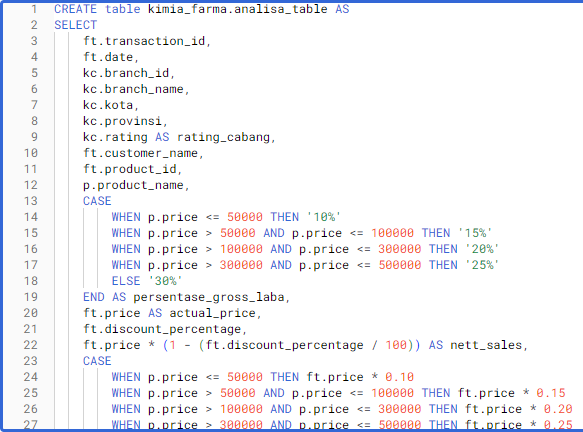 1 CREATE table kimia_farma.analisa_table AS
2 SELECT
3 ft.transaction_id,
4 ft.date,
5 kc.branch_id,
6 kc.branch_name,
7 kc.kota,
8 kc.provinsi,
9 kc.rating AS rating_cabang,
10 ft.customer_name,
11 ft.product_id,
12 p.product_name,
13 CASE
14 WHEN p.price <= 50000 THEN '10%'
15 WHEN p.price > 50000 AND p.price <= 100000 THEN '15%'
16 WHEN p.price > 100000 AND p.price <= 300000 THEN '20%'
17 WHEN p.price > 300000 AND p.price <= 500000 THEN '25%'
18 ELSE '30%'
19 END AS persentase_gross_laba,
20 ft.price AS actual_price,
21 ft.discount_percentage,
22 ft.price * (1 - (ft.discount_percentage / 100)) AS nett_sales,
23 CASE
24 WHEN p.price <= 50000 THEN ft.price * 0.10
25 WHEN p.price > 50000 AND p.price <= 100000 THEN ft.price * 0.15
26 WHEN p.price > 100000 AND p.price <= 300000 THEN ft.price * 0.20
27 WHEN p.price > 300000 AND p.price <= 500000 THEN ft.price * 0.25